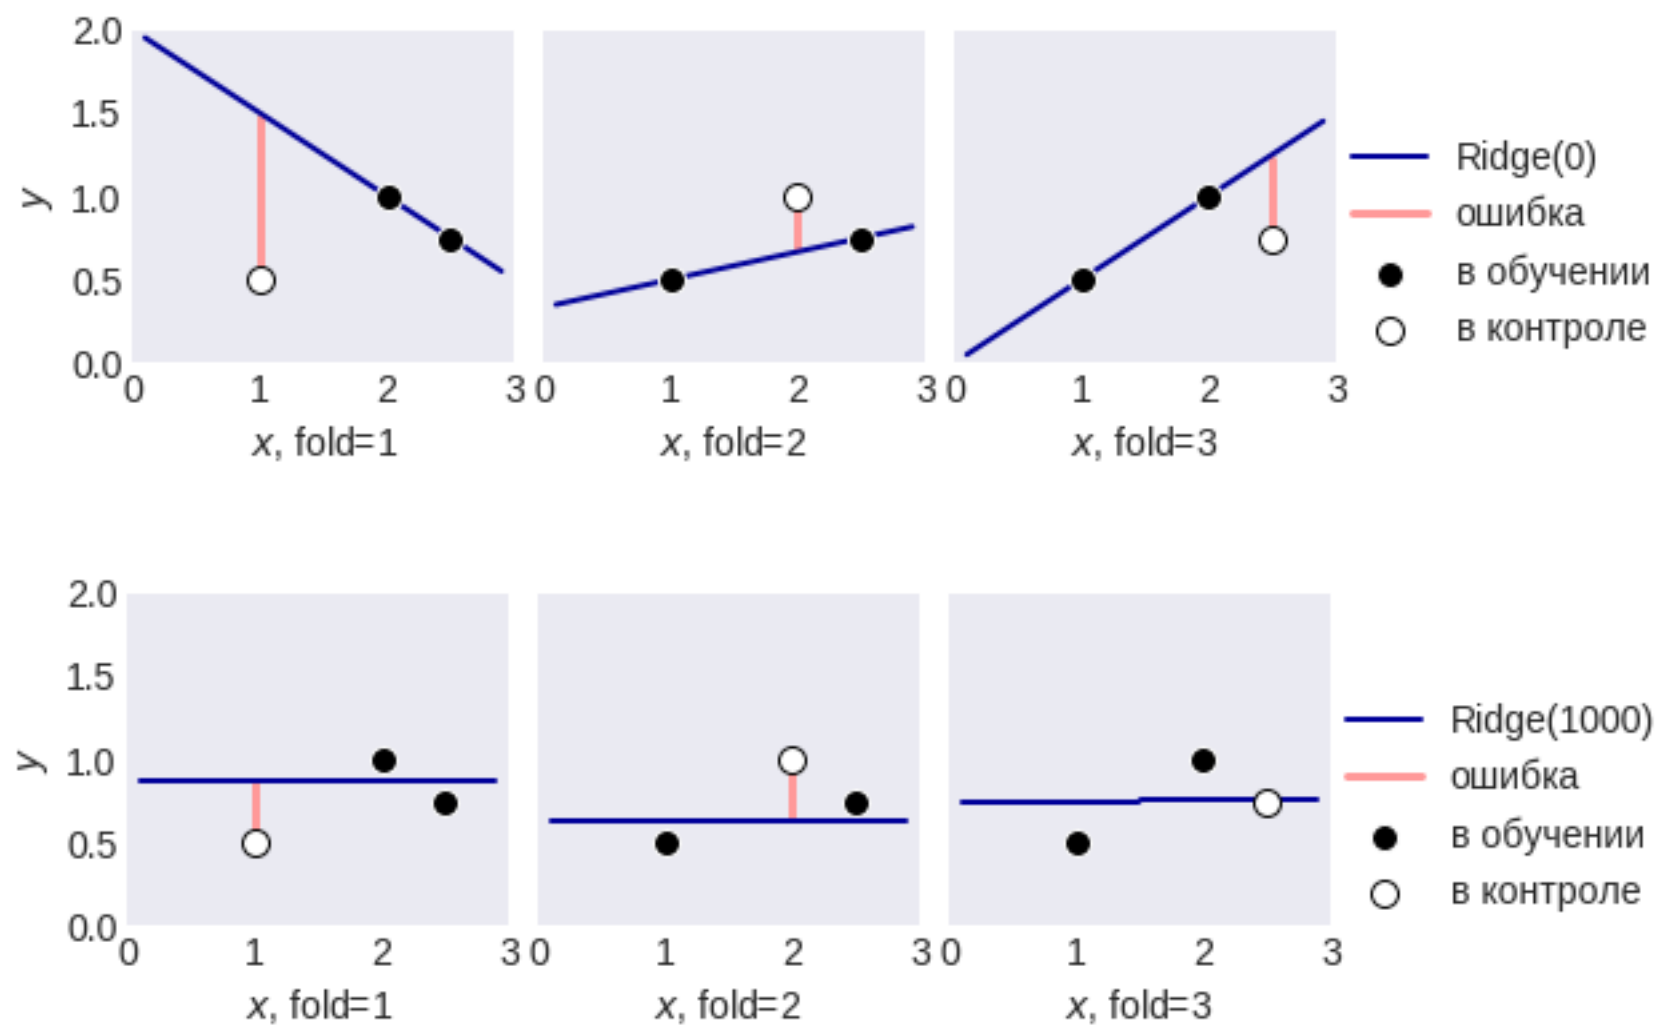 2.0
1.5
1.0
0.5
0.0
y
0 1 2 3 0 1 2 3 0 1 2 3
x, fold=1
x, fold=2
x, fold=3
Ridge(0)
ошибка
в обучении
в контроле
2.0
1.5
1.0
0.5
0.0
y
0 1 2 3 0 1 2 3 0 1 2 3
x, fold=1
x, fold=2
x, fold=3
Ridge(1000)
ошибка
в обучении
в контроле